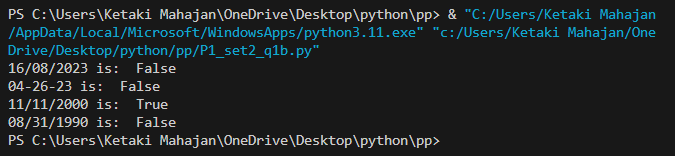 PS C:\Users\Ketaki Mahajan\OneDrive\Desktop\python\pp> & "C:/Users/Ketaki Mahajan
/AppData/Local/Microsoft/WindowsApps/python3.11.exe" "c:/Users/Ketaki Mahajan/One
Drive/Desktop/python/pp/P1_set2_q1b.py"
16/08/2023 is:  False
04-26-23 is:  False
11/11/2000 is:  True
08/31/1990 is:  False
PS C:\Users\Ketaki Mahajan\OneDrive\Desktop\python\pp>